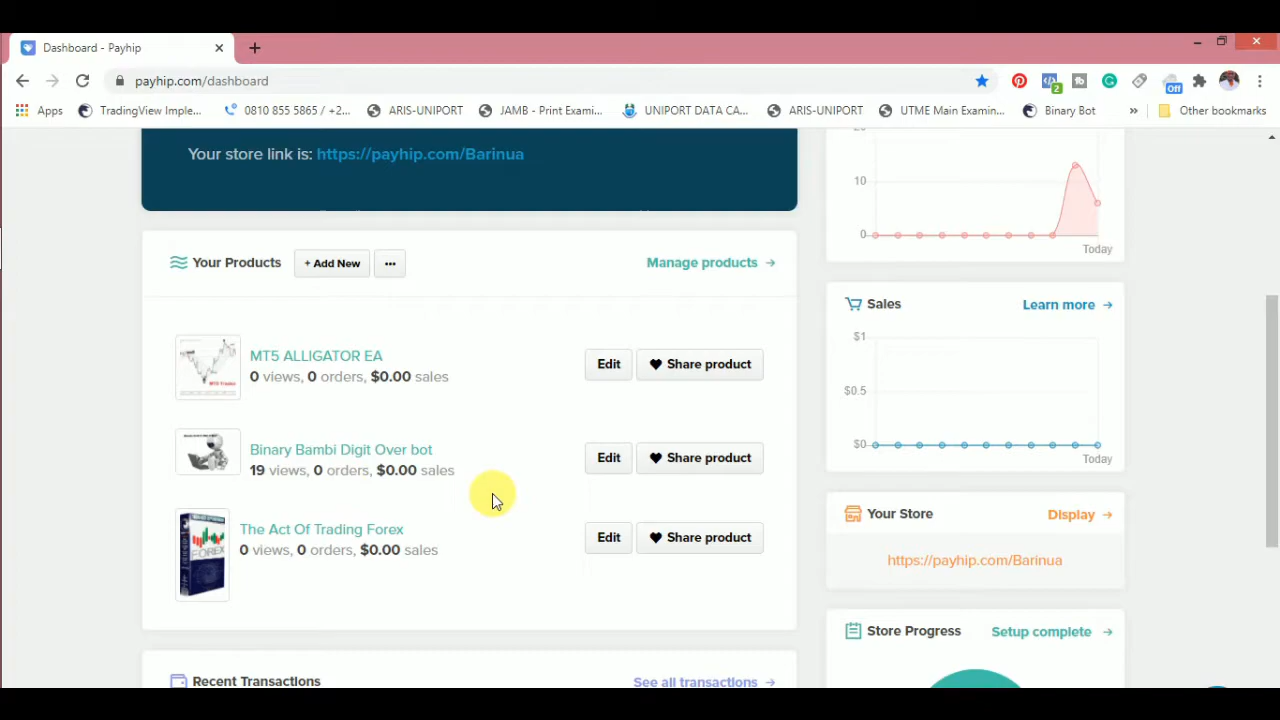 Dashboard - Payhip
payhip.com/dashboard
Off
2
Apps
TradingView Imple...
0810 855 5865 / +2...
ARIS-UNIPORT
JAMB - Print Exami...
UNIPORT DATA CA...
ARIS-UNIPORT
UTME Main Examin...
Binary Bot
»
Other bookmarks
Your store link is: https://payhip.com/Barinua
20
10
0
Today
Your Products
+ Add New
...
Manage products →
MT5 ALLIGATOR EA
0 views, 0 orders, $0.00 sales
Edit
Share product
Binary Bambi Digit Over bot
19 views, 0 orders, $0.00 sales
Edit
Share product
FOREX
The Act Of Trading Forex
0 views, 0 orders, $0.00 sales
Edit
Share product
Sales
Learn more →
$1
$0.5
$0
Today
Your Store
Display →
https://payhip.com/Barinua
Store Progress
Setup complete →
Recent Transactions
See all transactions →